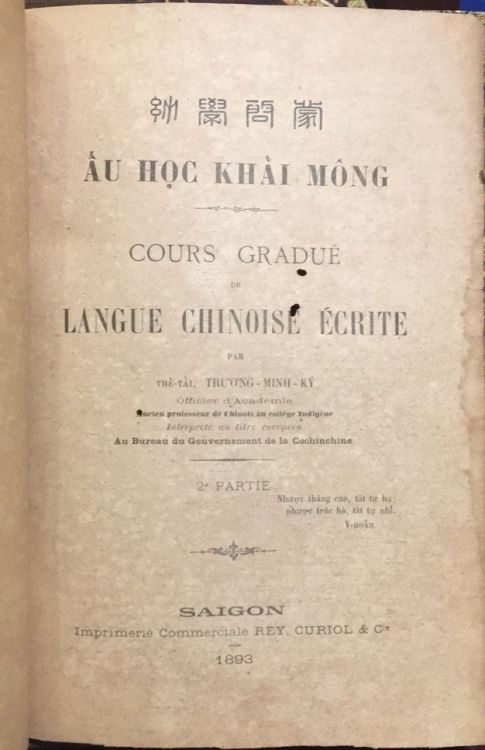 幼學啟蒙
ẤU HỌC KHẢI MÔNG
COURS GRADUÉ
DE
LANGUE CHINOISE ÉCRITE
PAR
THẾ-TẢI, TRƯƠNG-MINH-KÝ
Officier d'Académie
Ancien professeur de Chinois au collège Indigène
Interprète au titre européen
Au Bureau du Gouvernement de la Cochinchine
2e PARTIE
Nhược thăng cao, tất tự hạ;
nhược trắc hà, tất tự nhĩ.
Y-DOÃN.
SAIGON
Imprimerie Commerciale REY, CURIOL & Cie
1893